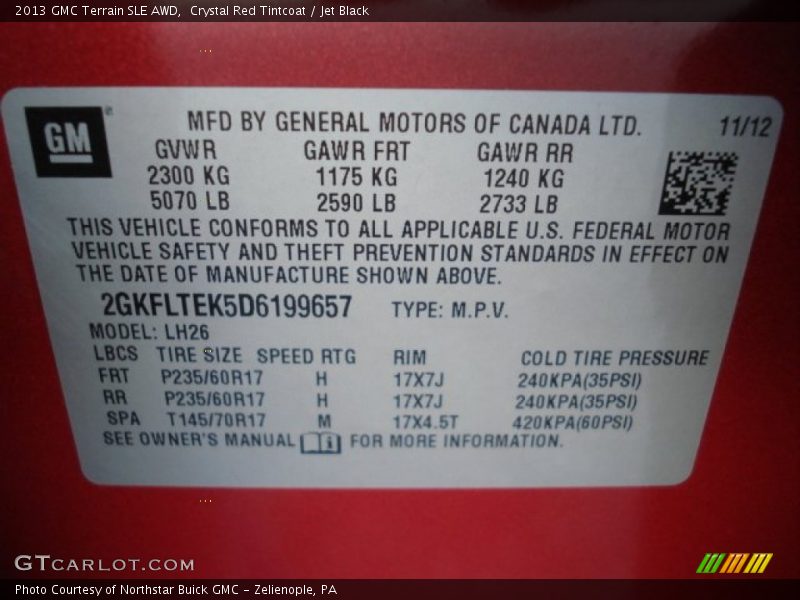 2013 GMC Terrain SLE AWD,  Crystal Red Tintcoat / Jet Black
GM
®
MFD BY GENERAL MOTORS OF CANADA LTD. 11/12
GVWR GAWR FRT GAWR RR
2300 KG 1175 KG 1240 KG
5070 LB 2590 LB 2733 LB
THIS VEHICLE CONFORMS TO ALL APPLICABLE U.S. FEDERAL MOTOR
VEHICLE SAFETY AND THEFT PREVENTION STANDARDS IN EFFECT ON
THE DATE OF MANUFACTURE SHOWN ABOVE.
2GKFLTEK5D6199657 TYPE: M.P.V.
MODEL: LH26
LBCS TIRE SIZE SPEED RTG RIM COLD TIRE PRESSURE
FRT P235/60R17 H 17X7J 240KPA(35PSI)
RR P235/60R17 H 17X7J 240KPA(35PSI)
SPA T145/70R17 M 17X4.5T 420KPA(60PSI)
SEE OWNER'S MANUAL FOR MORE INFORMATION.
GTCARLOT.COM
Photo Courtesy of Northstar Buick GMC - Zelienople, PA